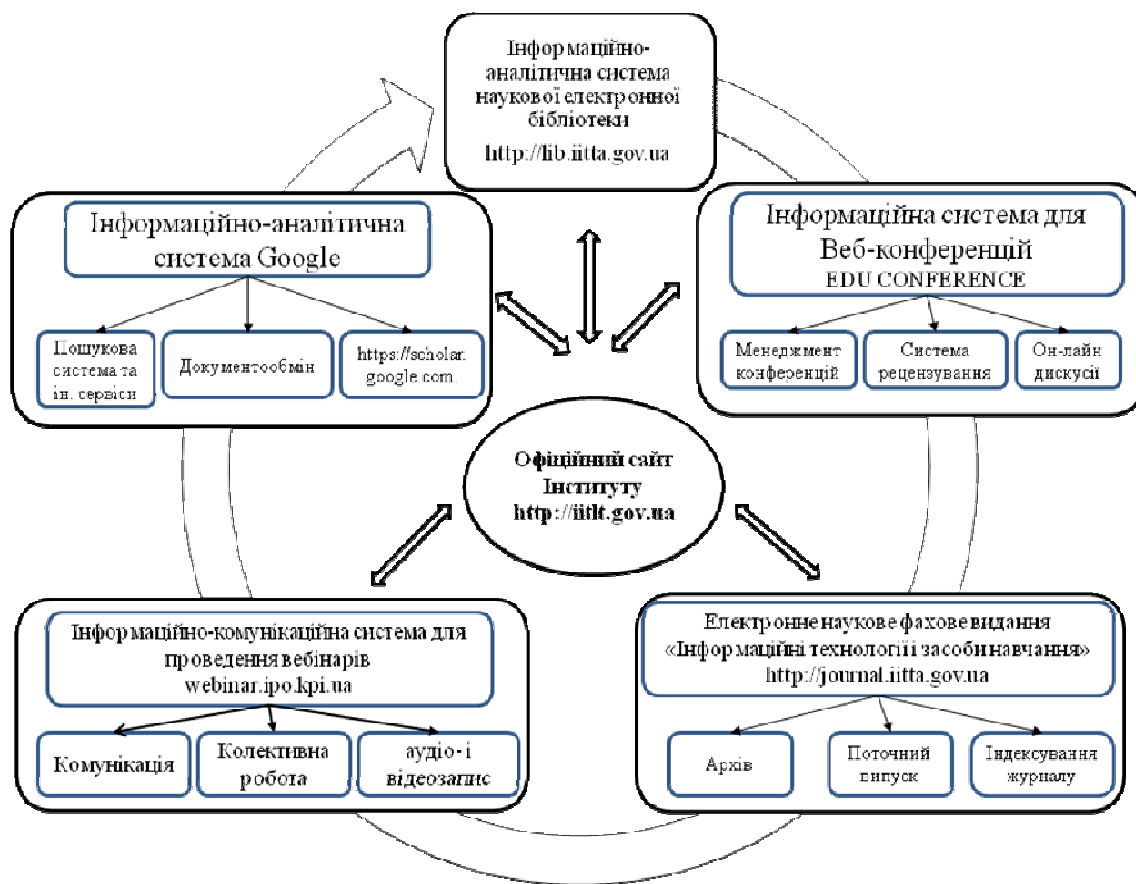 Інформаційно-
аналітична система
наукової електронної
бібліотеки
http://lib.iitta.gov.ua
Інформаційно-аналітична
система Google
Пошукова
система та
ін. сервіси
Документообмін
https://scholar.
google.com.
Інформаційна система для
Веб-конференцій
EDU CONFERENCE
Менеджмент
конференцій
Система
рецензування
Он-лайн
дискусії
Офіційний сайт
Інституту
http://iitlt.gov.ua
Інформаційно-комунікаційна система для
проведення вебінарів
webinar.ipo.kpi.ua
Комунікація
Колективна
робота
аудіо- і
відеозапис
Електронне наукове фахове видання
«Інформаційні технології і засоби навчання»
http://journal.iitta.gov.ua
Архів
Поточний
випуск
Індексування
журналу